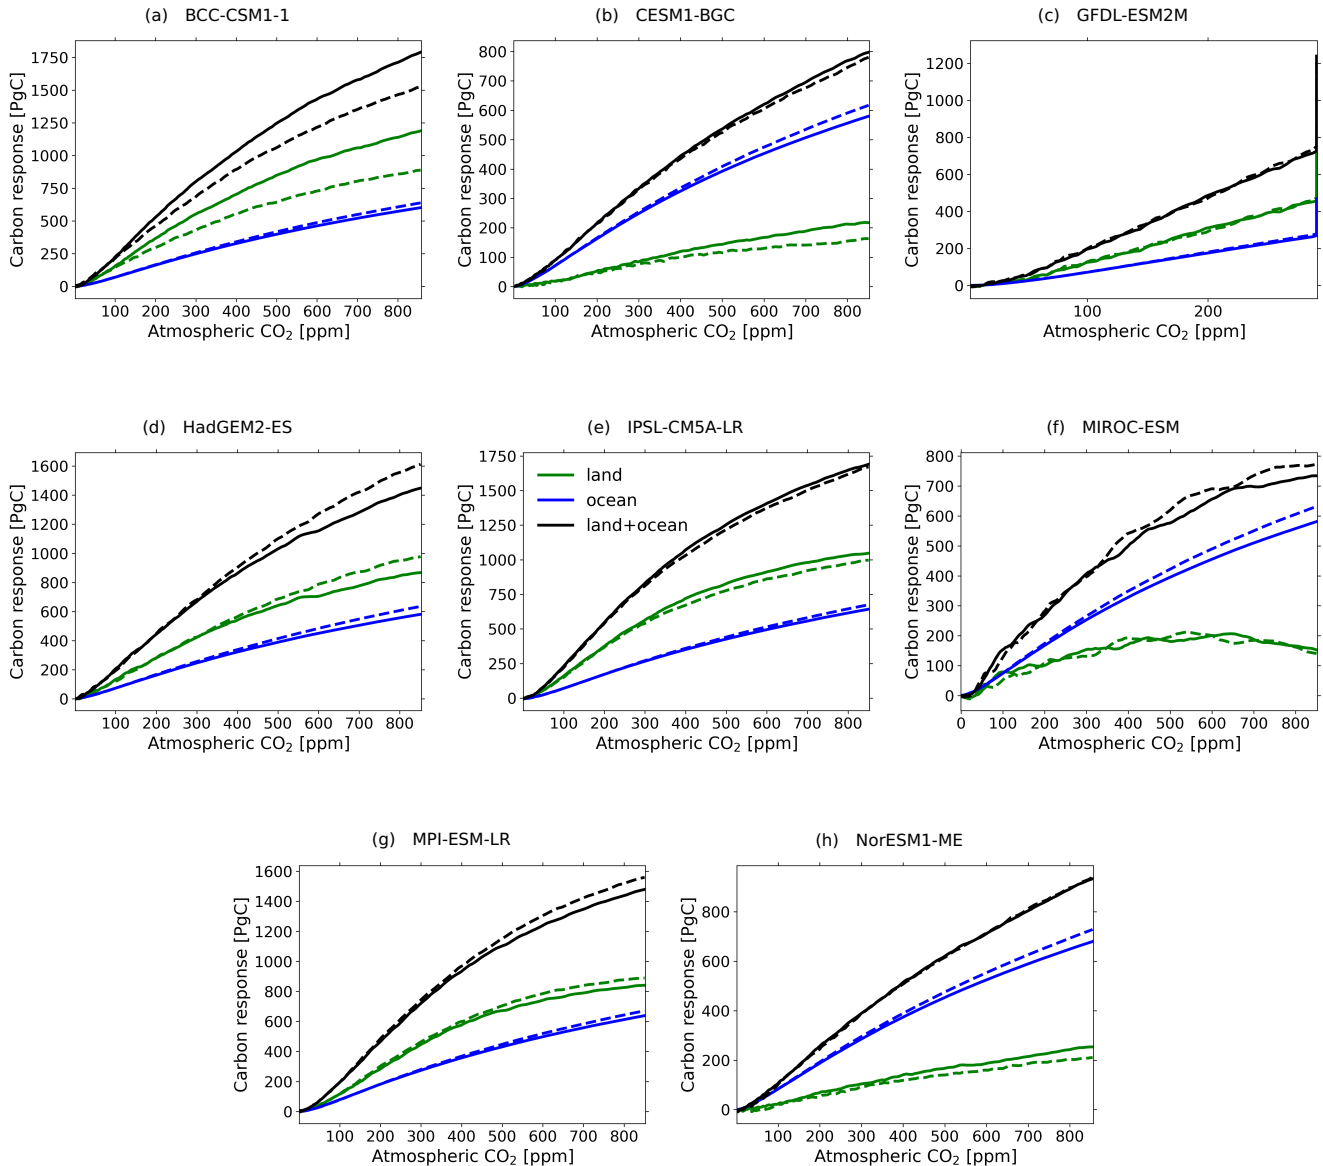 (a) BCC-CSM1-1
1750
1500
1250
1000
750
500
250
0
Carbon response [PgC]
100 200 300 400 500 600 700 800
Atmospheric CO₂ [ppm]
(b) CESM1-BGC
800
700
600
500
400
300
200
100
0
Carbon response [PgC]
100 200 300 400 500 600 700 800
Atmospheric CO₂ [ppm]
(c) GFDL-ESM2M
1200
1000
800
600
400
200
0
Carbon response [PgC]
100 200
Atmospheric CO₂ [ppm]
(d) HadGEM2-ES
1600
1400
1200
1000
800
600
400
200
0
Carbon response [PgC]
100 200 300 400 500 600 700 800
Atmospheric CO₂ [ppm]
(e) IPSL-CM5A-LR
1750
1500
1250
1000
750
500
250
0
Carbon response [PgC]
land
ocean
land+ocean
100 200 300 400 500 600 700 800
Atmospheric CO₂ [ppm]
(f) MIROC-ESM
800
700
600
500
400
300
200
100
0
Carbon response [PgC]
0 100 200 300 400 500 600 700 800
Atmospheric CO₂ [ppm]
(g) MPI-ESM-LR
1600
1400
1200
1000
800
600
400
200
0
Carbon response [PgC]
100 200 300 400 500 600 700 800
Atmospheric CO₂ [ppm]
(h) NorESM1-ME
800
600
400
200
0
Carbon response [PgC]
100 200 300 400 500 600 700 800
Atmospheric CO₂ [ppm]